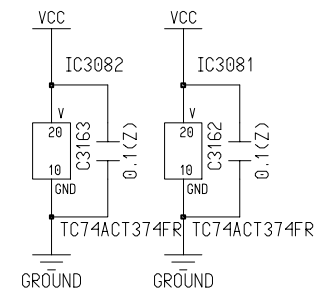 VCC VCC
IC3082 IC3081
V V
20 C3163 0.1(Z) 20 C3162 0.1(Z)
10 10
GND GND
TC74ACT374FR TC74ACT374FR
GROUND GROUND